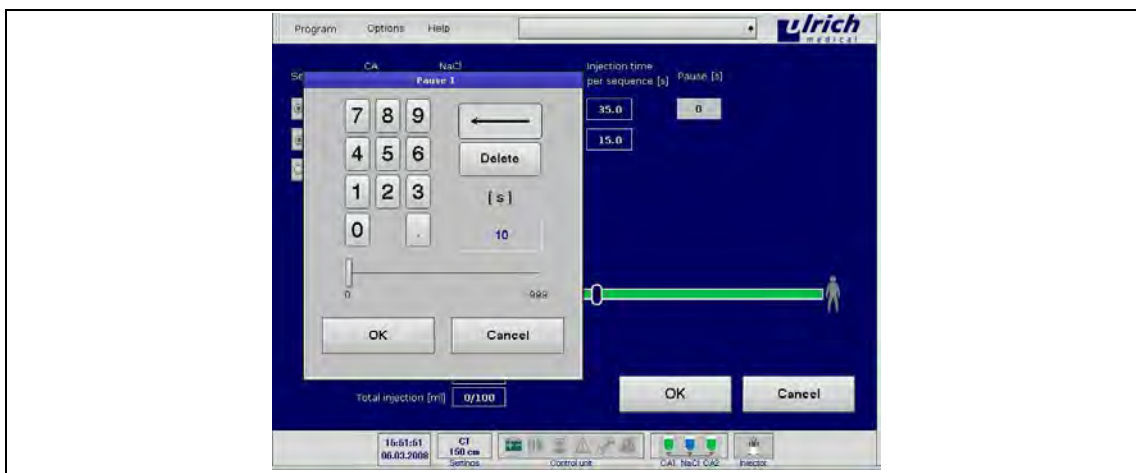 Program Options Help ulrich
medical
CA NaCl Injection time
per sequence [s] Pause [s]
Pause 1
7 8 9 35.0 0
15.0
4 5 6 Delete
1 2 3 [ s ]
0 . 10
0 999
OK Cancel
Total injection [ml] 0/100 OK Cancel
15:51:51 CT
06.03.2008 150 cm
Settings Control unit CA1 NaCl CA2 Injector